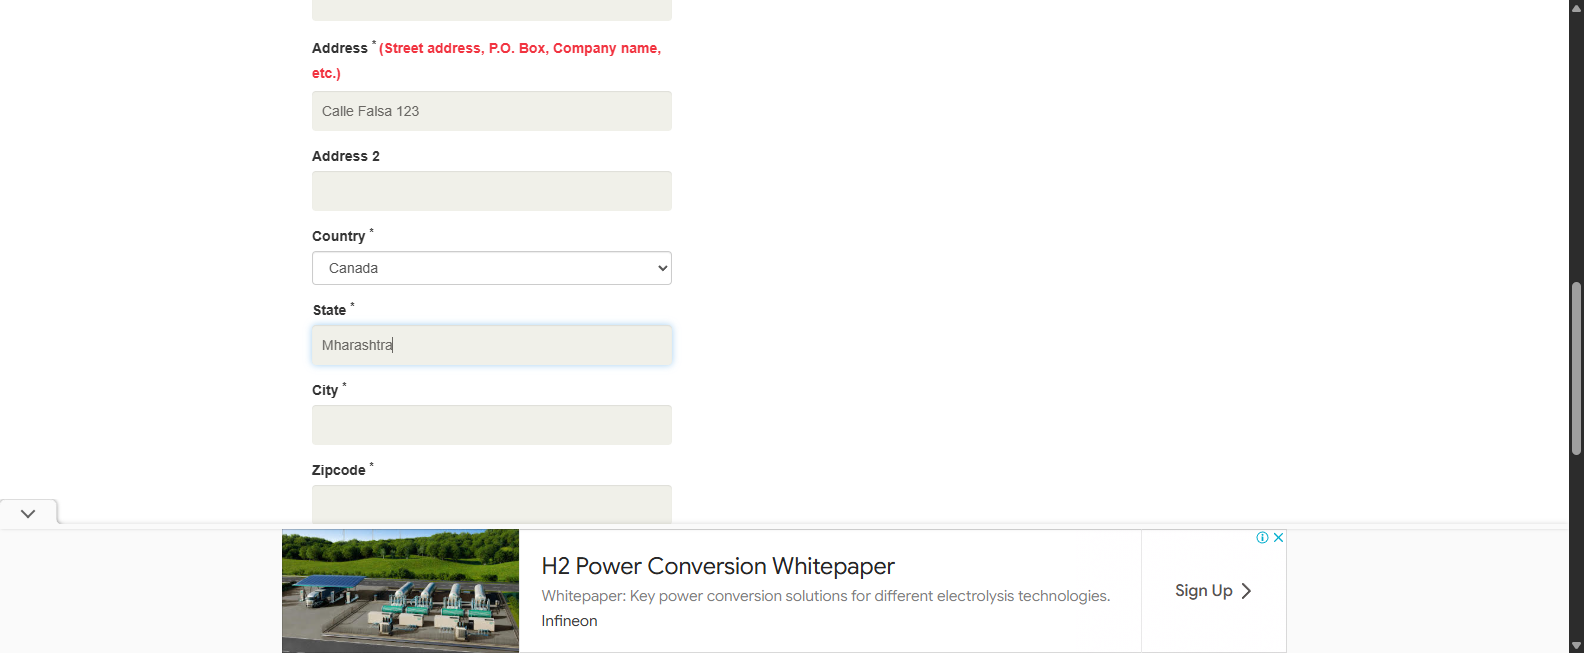 Address * (Street address, P.O. Box, Company name,
etc.)
Calle Falsa 123
Address 2
Country *
Canada
State *
Mharashtra
City *
Zipcode *
H2 Power Conversion Whitepaper
Whitepaper: Key power conversion solutions for different electrolysis technologies.
Infineon
Sign Up